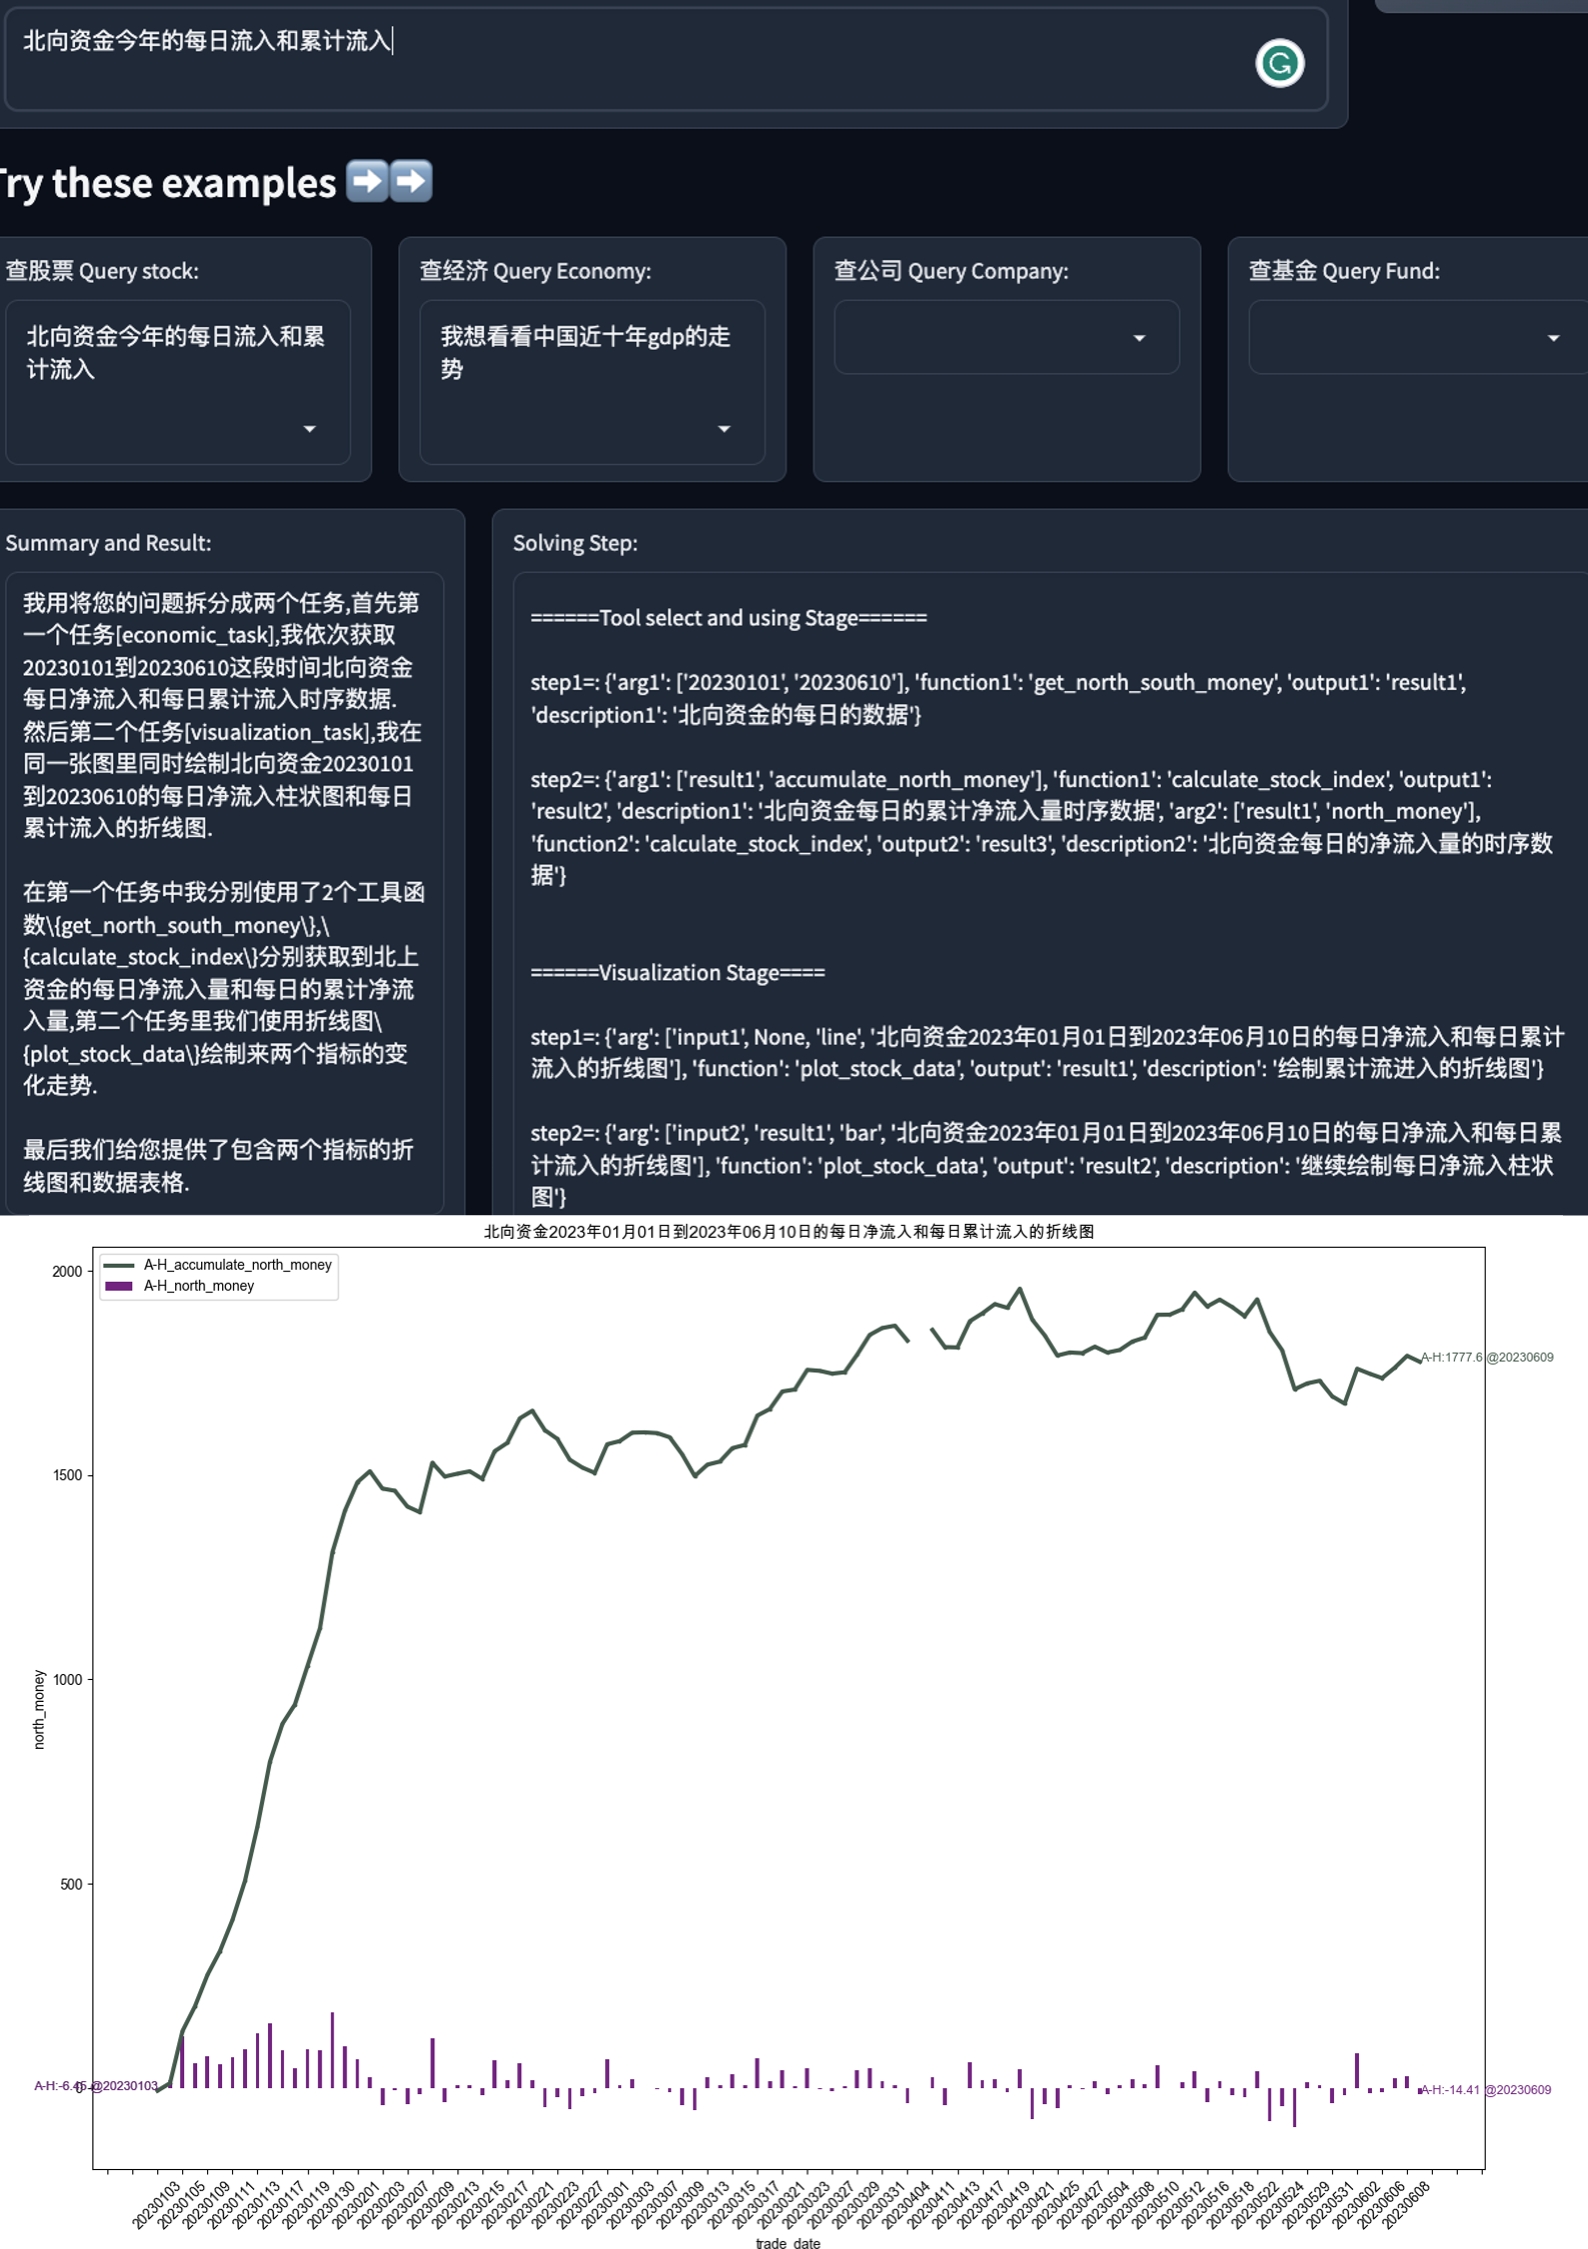 北向资金今年的每日流入和累计流入
Try these examples ➡️➡️
查股票 Query stock:
北向资金今年的每日流入和累
计流入
查经济 Query Economy:
我想看看中国近十年gdp的走
势
查公司 Query Company:
查基金 Query Fund:
Summary and Result:
我用将您的问题拆分成两个任务,首先第
一个任务[economic_task],我依次获取
20230101到20230610这段时间北向资金
每日净流入和每日累计流入时序数据.
然后第二个任务[visualization_task],我在
同一张图里同时绘制北向资金20230101
到20230610的每日净流入柱状图和每日
累计流入的折线图.
在第一个任务中我分别使用了2个工具函
数\{get_north_south_money\},\
{calculate_stock_index\}分别获取到北上
资金的每日净流入量和每日的累计净流
入量,第二个任务里我们使用折线图\
{plot_stock_data\}绘制来两个指标的变
化走势.
最后我们给您提供了包含两个指标的折
线图和数据表格.
Solving Step:
======Tool select and using Stage======
step1=: {'arg1': ['20230101', '20230610'], 'function1': 'get_north_south_money', 'output1': 'result1',
'description1': '北向资金的每日的数据'}
step2=: {'arg1': ['result1', 'accumulate_north_money'], 'function1': 'calculate_stock_index', 'output1':
'result2', 'description1': '北向资金每日的累计净流入量时序数据', 'arg2': ['result1', 'north_money'],
'function2': 'calculate_stock_index', 'output2': 'result3', 'description2': '北向资金每日的净流入量的时序数
据'}
======Visualization Stage====
step1=: {'arg': ['input1', None, 'line', '北向资金2023年01月01日到2023年06月10日的每日净流入和每日累计
流入的折线图'], 'function': 'plot_stock_data', 'output': 'result1', 'description': '绘制累计流进入的折线图'}
step2=: {'arg': ['input2', 'result1', 'bar', '北向资金2023年01月01日到2023年06月10日的每日净流入和每日累
计流入的折线图'], 'function': 'plot_stock_data', 'output': 'result2', 'description': '继续绘制每日净流入柱状
图'}
北向资金2023年01月01日到2023年06月10日的每日净流入和每日累计流入的折线图
A-H_accumulate_north_money
A-H_north_money
2000
1500
1000
500
0
north_money
A-H:1777.6 @20230609
A-H:-6.45 @20230103
A-H:-14.41 @20230609
20230103
20230105
20230109
20230111
20230113
20230117
20230119
20230130
20230201
20230203
20230207
20230209
20230213
20230215
20230217
20230221
20230223
20230227
20230301
20230303
20230307
20230309
20230313
20230315
20230317
20230321
20230323
20230327
20230329
20230331
20230404
20230411
20230413
20230417
20230419
20230421
20230425
20230427
20230504
20230508
20230510
20230512
20230516
20230518
20230522
20230524
20230529
20230531
20230602
20230606
20230608
trade_date